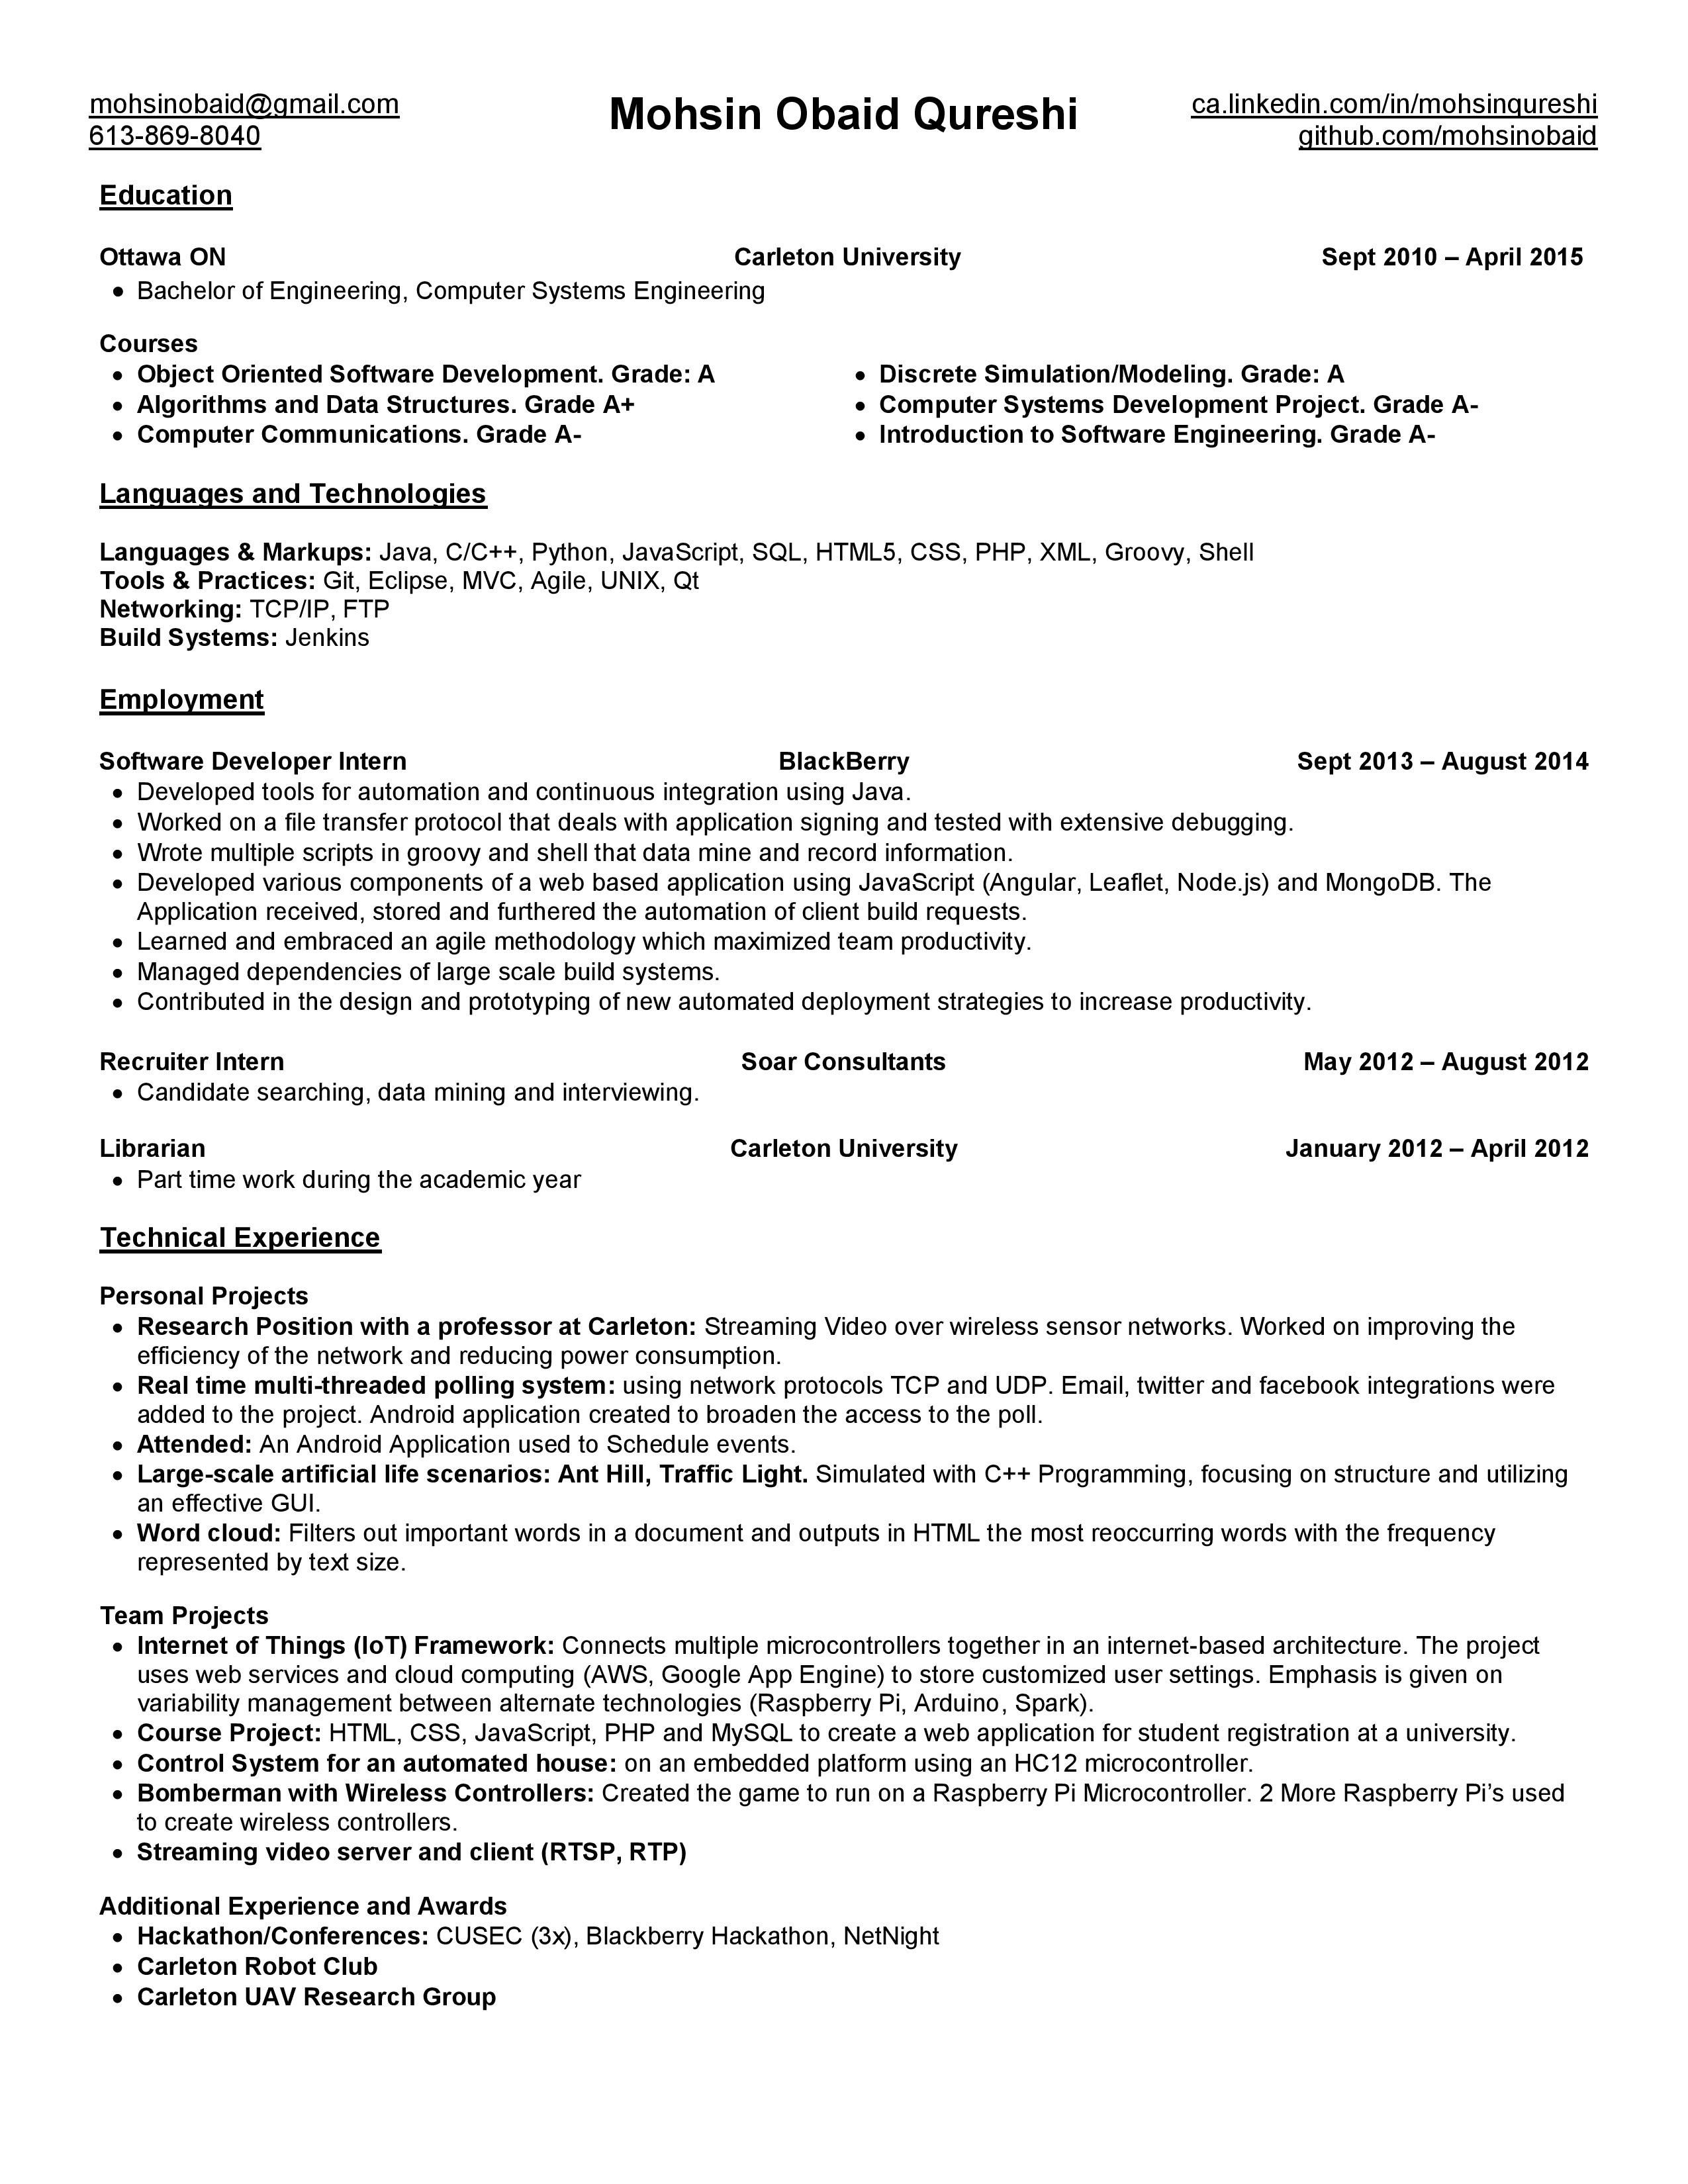 mohsinobaid@gmail.com Mohsin Obaid Qureshi ca.linkedin.com/in/mohsinqureshi
613-869-8040 github.com/mohsinobaid
Education
Ottawa ON Carleton University Sept 2010 – April 2015
• Bachelor of Engineering, Computer Systems Engineering
Courses
• Object Oriented Software Development. Grade: A • Discrete Simulation/Modeling. Grade: A
• Algorithms and Data Structures. Grade A+ • Computer Systems Development Project. Grade A-
• Computer Communications. Grade A- • Introduction to Software Engineering. Grade A-
Languages and Technologies
Languages & Markups: Java, C/C++, Python, JavaScript, SQL, HTML5, CSS, PHP, XML, Groovy, Shell
Tools & Practices: Git, Eclipse, MVC, Agile, UNIX, Qt
Networking: TCP/IP, FTP
Build Systems: Jenkins
Employment
Software Developer Intern BlackBerry Sept 2013 – August 2014
• Developed tools for automation and continuous integration using Java.
• Worked on a file transfer protocol that deals with application signing and tested with extensive debugging.
• Wrote multiple scripts in groovy and shell that data mine and record information.
• Developed various components of a web based application using JavaScript (Angular, Leaflet, Node.js) and MongoDB. The
Application received, stored and furthered the automation of client build requests.
• Learned and embraced an agile methodology which maximized team productivity.
• Managed dependencies of large scale build systems.
• Contributed in the design and prototyping of new automated deployment strategies to increase productivity.
Recruiter Intern Soar Consultants May 2012 – August 2012
• Candidate searching, data mining and interviewing.
Librarian Carleton University January 2012 – April 2012
• Part time work during the academic year
Technical Experience
Personal Projects
• Research Position with a professor at Carleton: Streaming Video over wireless sensor networks. Worked on improving the
efficiency of the network and reducing power consumption.
• Real time multi-threaded polling system: using network protocols TCP and UDP. Email, twitter and facebook integrations were
added to the project. Android application created to broaden the access to the poll.
• Attended: An Android Application used to Schedule events.
• Large-scale artificial life scenarios: Ant Hill, Traffic Light. Simulated with C++ Programming, focusing on structure and utilizing
an effective GUI.
• Word cloud: Filters out important words in a document and outputs in HTML the most reoccurring words with the frequency
represented by text size.
Team Projects
• Internet of Things (IoT) Framework: Connects multiple microcontrollers together in an internet-based architecture. The project
uses web services and cloud computing (AWS, Google App Engine) to store customized user settings. Emphasis is given on
variability management between alternate technologies (Raspberry Pi, Arduino, Spark).
• Course Project: HTML, CSS, JavaScript, PHP and MySQL to create a web application for student registration at a university.
• Control System for an automated house: on an embedded platform using an HC12 microcontroller.
• Bomberman with Wireless Controllers: Created the game to run on a Raspberry Pi Microcontroller. 2 More Raspberry Pi’s used
to create wireless controllers.
• Streaming video server and client (RTSP, RTP)
Additional Experience and Awards
• Hackathon/Conferences: CUSEC (3x), Blackberry Hackathon, NetNight
• Carleton Robot Club
• Carleton UAV Research Group